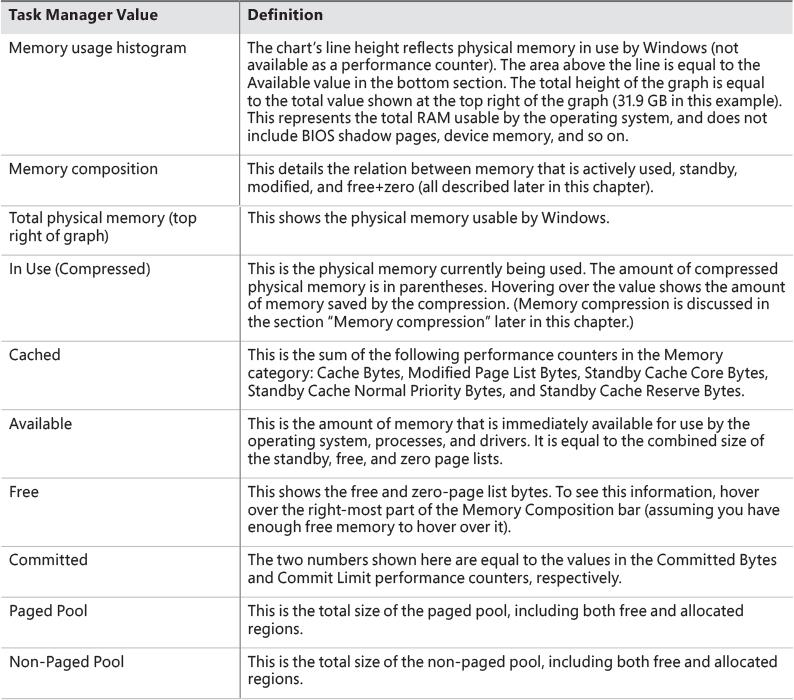 Task Manager Value
Definition
Memory usage histogram
The chart’s line height reflects physical memory in use by Windows (not
available as a performance counter). The area above the line is equal to the
Available value in the bottom section. The total height of the graph is equal
to the total value shown at the top right of the graph (31.9 GB in this example).
This represents the total RAM usable by the operating system, and does not
include BIOS shadow pages, device memory, and so on.
Memory composition
This details the relation between memory that is actively used, standby,
modified, and free+zero (all described later in this chapter).
Total physical memory (top
right of graph)
This shows the physical memory usable by Windows.
In Use (Compressed)
This is the physical memory currently being used. The amount of compressed
physical memory is in parentheses. Hovering over the value shows the amount
of memory saved by the compression. (Memory compression is discussed in
the section “Memory compression” later in this chapter.)
Cached
This is the sum of the following performance counters in the Memory
category: Cache Bytes, Modified Page List Bytes, Standby Cache Core Bytes,
Standby Cache Normal Priority Bytes, and Standby Cache Reserve Bytes.
Available
This is the amount of memory that is immediately available for use by the
operating system, processes, and drivers. It is equal to the combined size of
the standby, free, and zero page lists.
Free
This shows the free and zero-page list bytes. To see this information, hover
over the right-most part of the Memory Composition bar (assuming you have
enough free memory to hover over it).
Committed
The two numbers shown here are equal to the values in the Committed Bytes
and Commit Limit performance counters, respectively.
Paged Pool
This is the total size of the paged pool, including both free and allocated
regions.
Non-Paged Pool
This is the total size of the non-paged pool, including both free and allocated
regions.